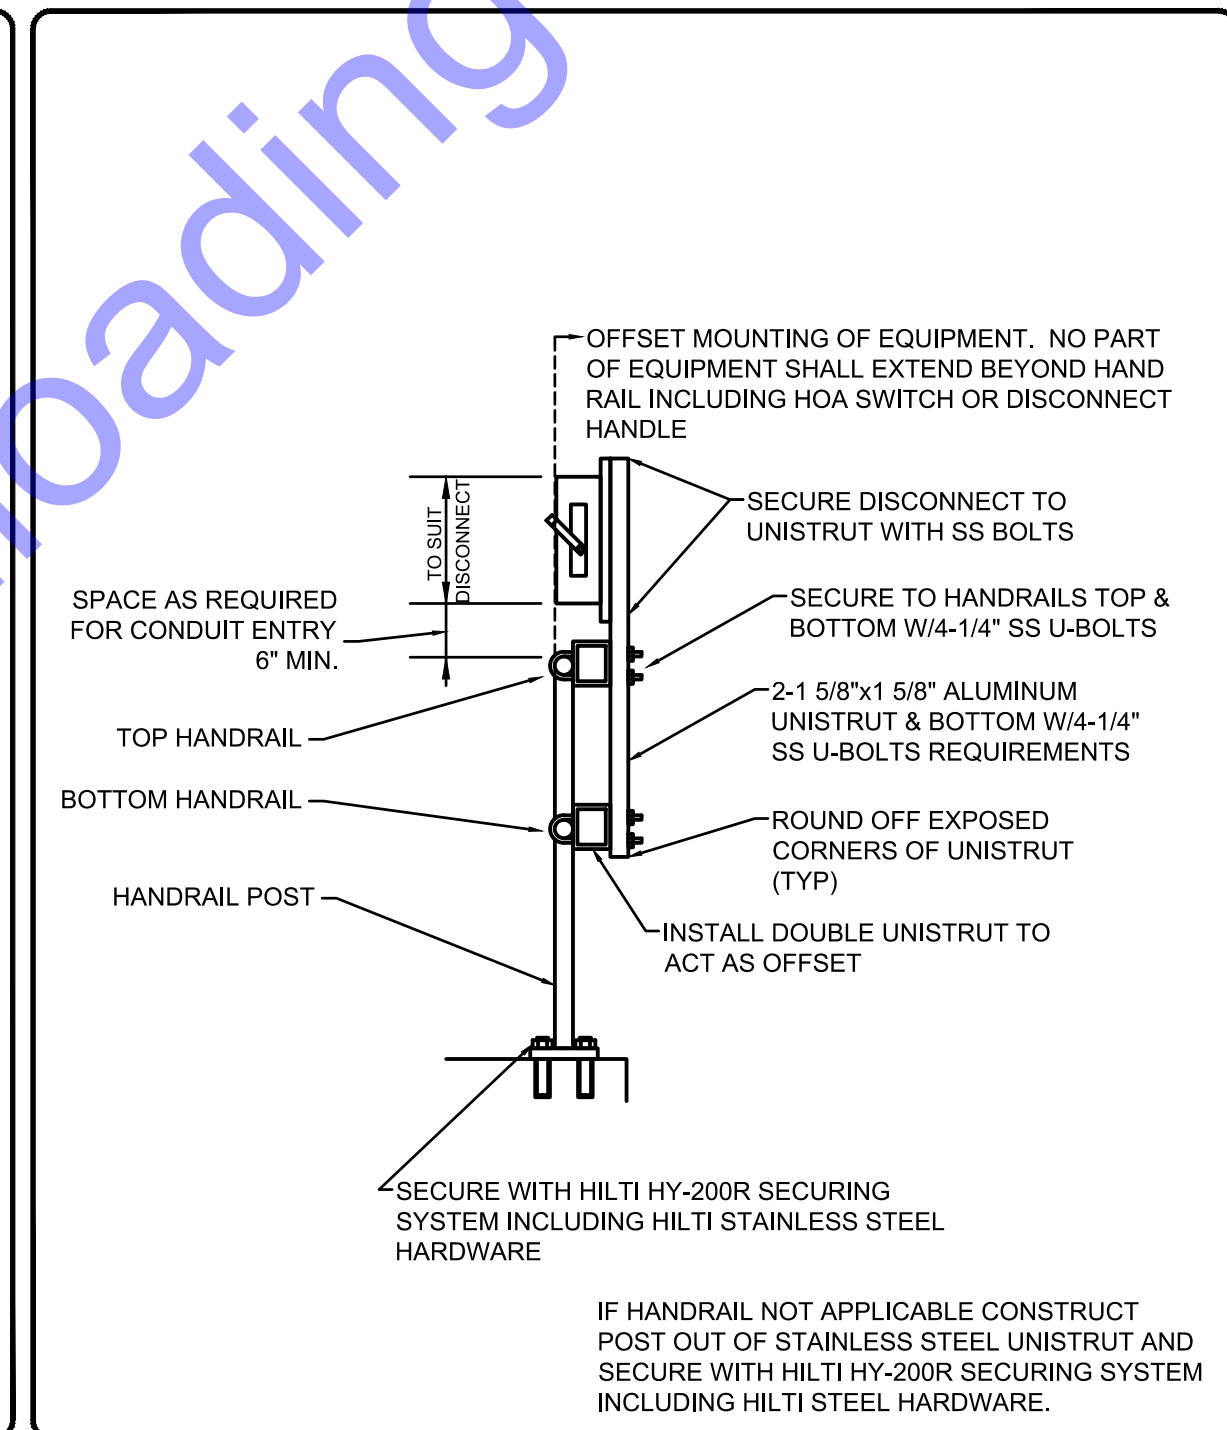 oading
OFFSET MOUNTING OF EQUIPMENT. NO PART
OF EQUIPMENT SHALL EXTEND BEYOND HAND
RAIL INCLUDING HOA SWITCH OR DISCONNECT
HANDLE
TO SUIT
DISCONNECT
SECURE DISCONNECT TO
UNISTRUT WITH SS BOLTS
SPACE AS REQUIRED
FOR CONDUIT ENTRY
6" MIN.
SECURE TO HANDRAILS TOP &
BOTTOM W/4-1/4" SS U-BOLTS
2-1 5/8"x1 5/8" ALUMINUM
UNISTRUT & BOTTOM W/4-1/4"
SS U-BOLTS REQUIREMENTS
TOP HANDRAIL
BOTTOM HANDRAIL
ROUND OFF EXPOSED
CORNERS OF UNISTRUT
(TYP)
HANDRAIL POST
INSTALL DOUBLE UNISTRUT TO
ACT AS OFFSET
SECURE WITH HILTI HY-200R SECURING
SYSTEM INCLUDING HILTI STAINLESS STEEL
HARDWARE
IF HANDRAIL NOT APPLICABLE CONSTRUCT
POST OUT OF STAINLESS STEEL UNISTRUT AND
SECURE WITH HILTI HY-200R SECURING SYSTEM
INCLUDING HILTI STEEL HARDWARE.